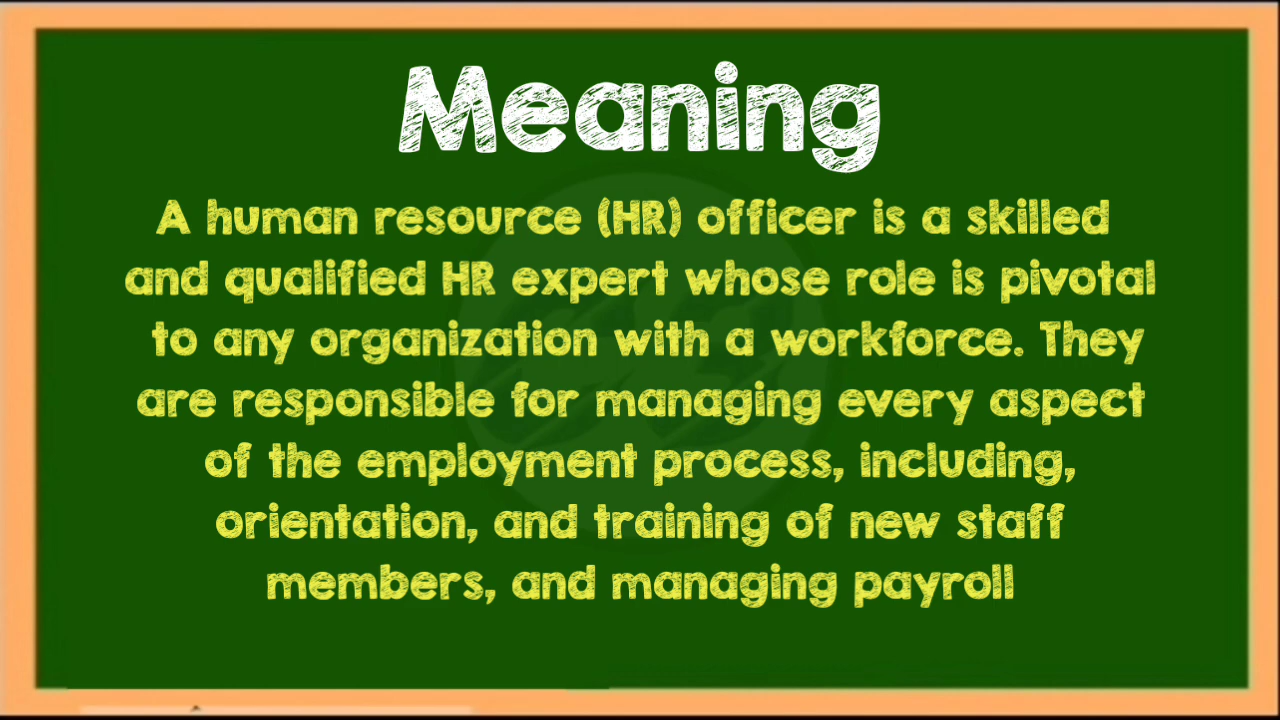 Meaning
A human resource (HR) officer is a skilled
and qualified HR expert whose role is pivotal
to any organization with a workforce. They
are responsible for managing every aspect
of the employment process, including,
orientation, and training of new staff
members, and managing payroll